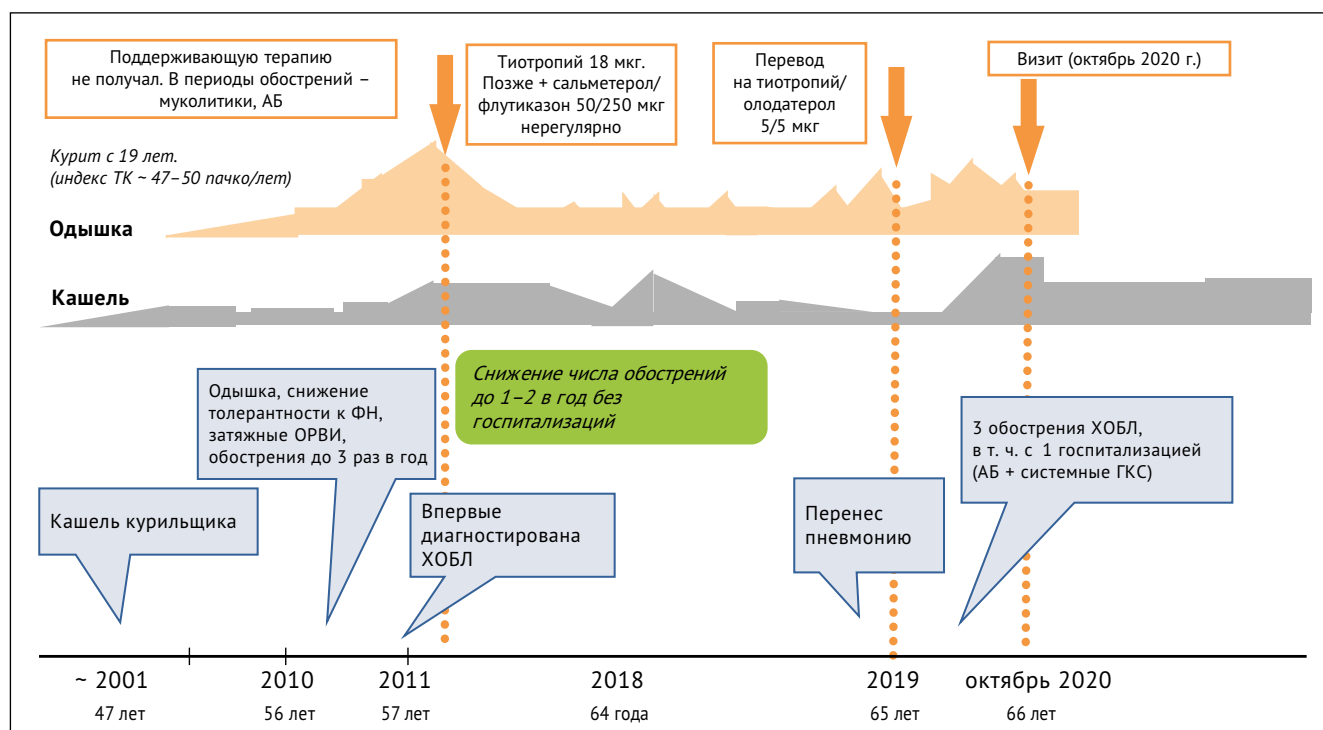 Поддерживающую терапию
не получал. В периоды обострений –
муколитики, АБ
Тиотропий 18 мкг.
Позже + сальметерол/
флутиказон 50/250 мкг
нерегулярно
Перевод
на тиотропий/
олодатерол
5/5 мкг
Визит (октябрь 2020 г.)
Курит с 19 лет.
(индекс ТК ~ 47–50 пачко/лет)
Одышка
Кашель
Снижение числа обострений
до 1–2 в год без
госпитализаций
Одышка, снижение
толерантности к ФН,
затяжные ОРВИ,
обострения до 3 раз в год
3 обострения ХОБЛ,
в т. ч. с 1 госпитализацией
(АБ + системные ГКС)
Кашель курильщика
Впервые
диагностирована
ХОБЛ
Перенес
пневмонию
~ 2001 2010 2011 2018 2019 октябрь 2020
47 лет 56 лет 57 лет 64 года 65 лет 66 лет